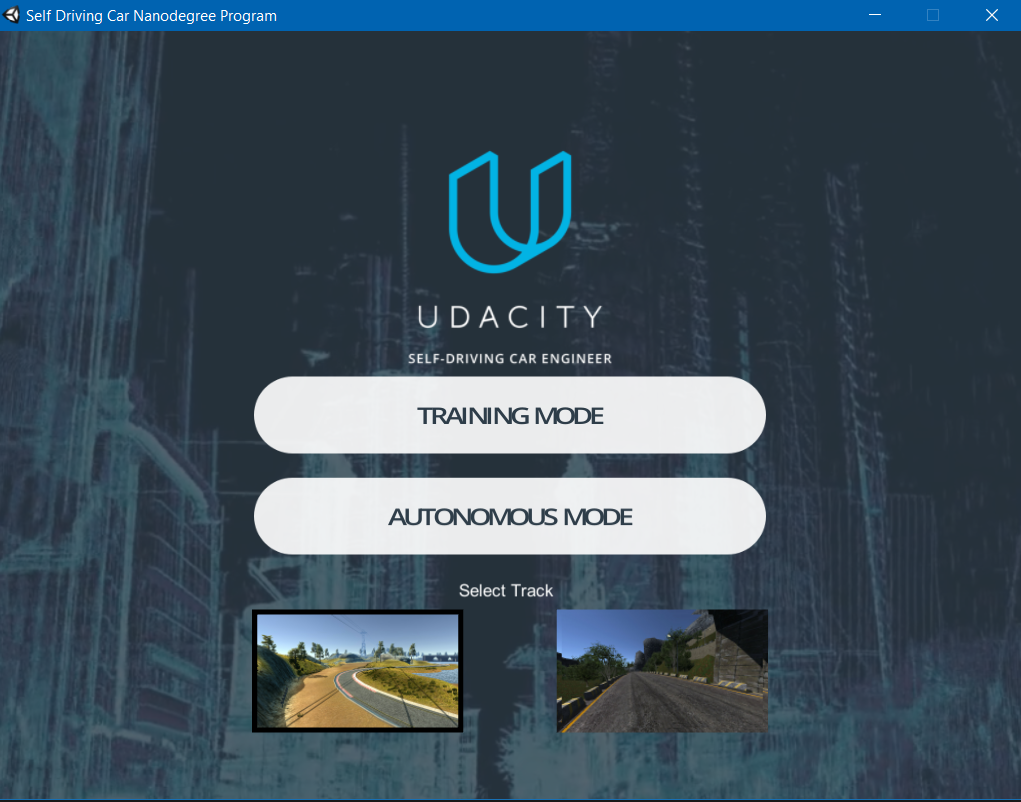 Self Driving Car Nanodegree Program
UDACITY
SELF-DRIVING CAR ENGINEER
TRAINING MODE
AUTONOMOUS MODE
Select Track